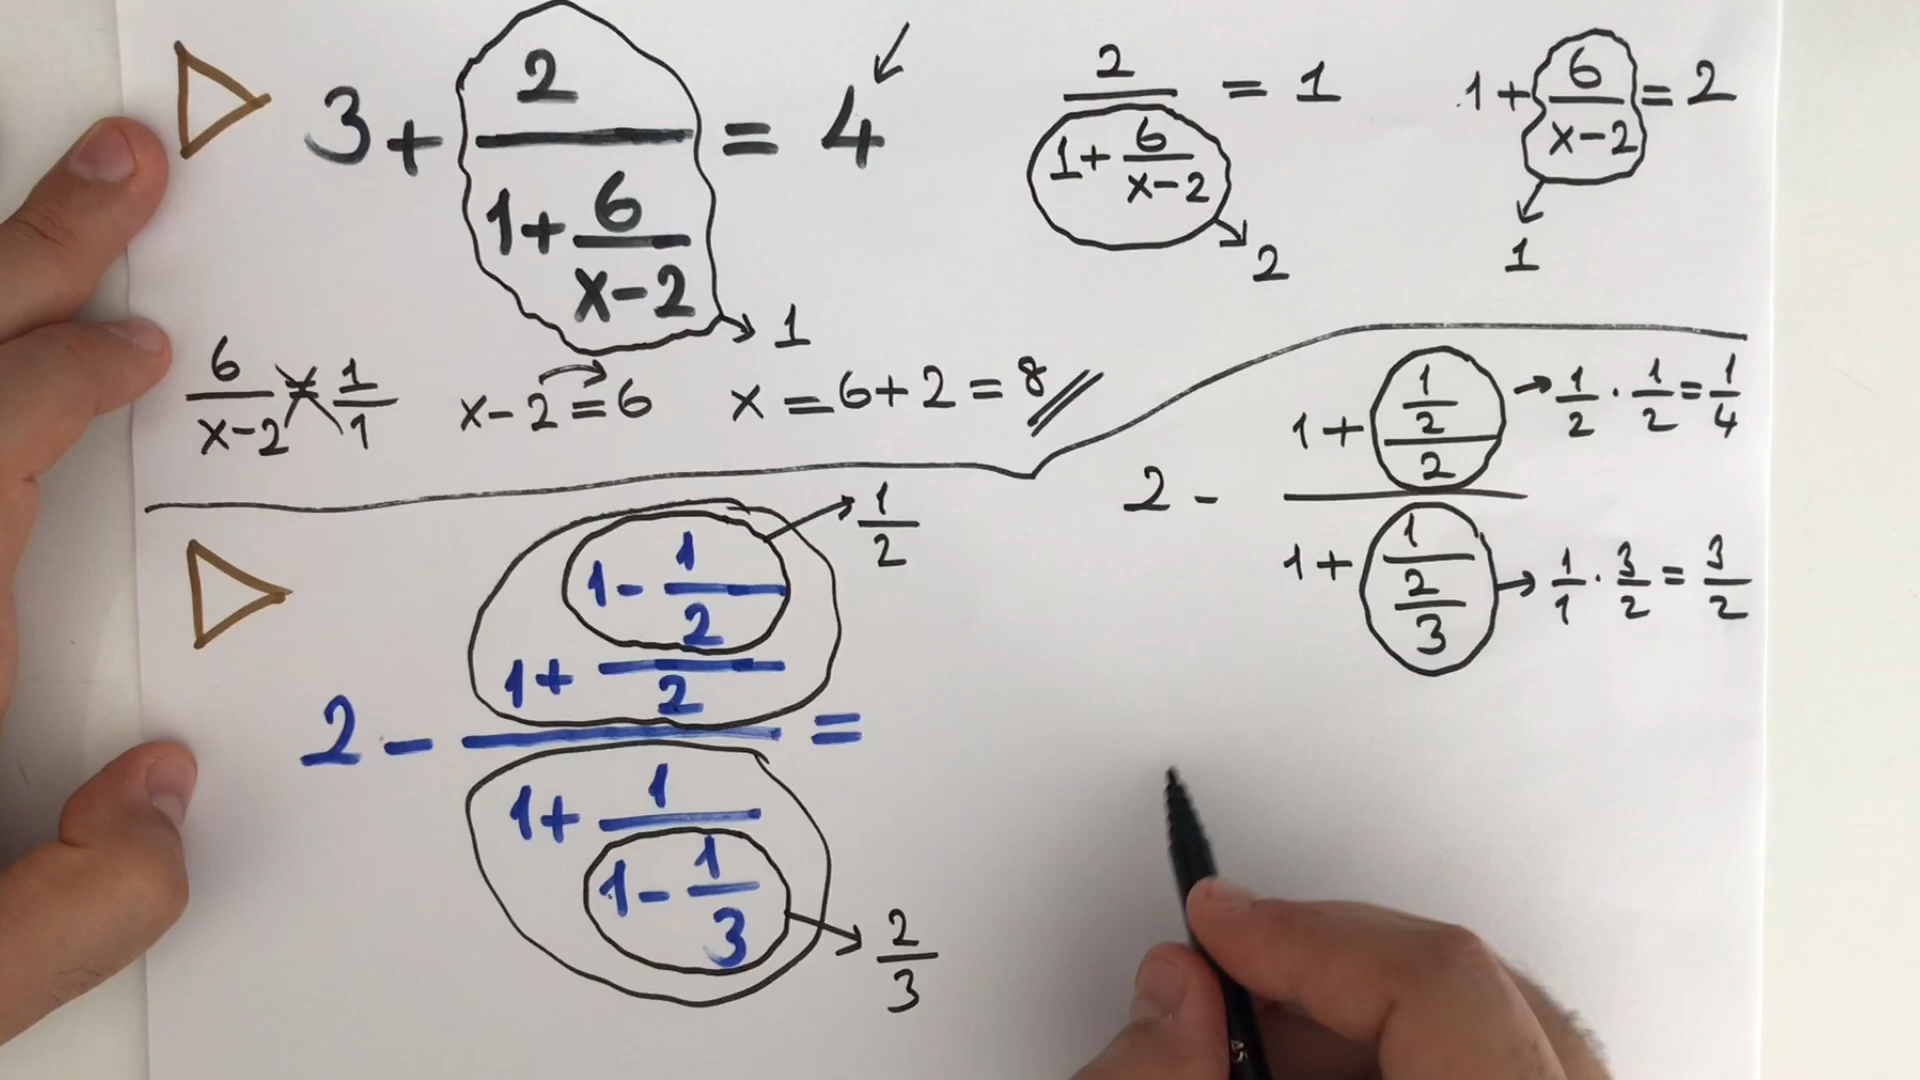 3 + 2 / (1 + 6 / (x-2)) = 4
→ 1
2 / (1 + 6 / (x-2)) = 1
→ 2
1 + 6 / (x-2) = 2
→ 1
6 / (x-2) = 1 / 1
x-2 = 6
x = 6+2 = 8 //
2 - (1 + (1 - 1/2) / 2) / (1 + 1 / (1 - 1/3)) =
→ 1/2
→ 2/3
2 - (1 + (1/2) / 2) / (1 + 1 / (2/3))
→ 1/2 · 1/2 = 1/4
→ 1/1 · 3/2 = 3/2